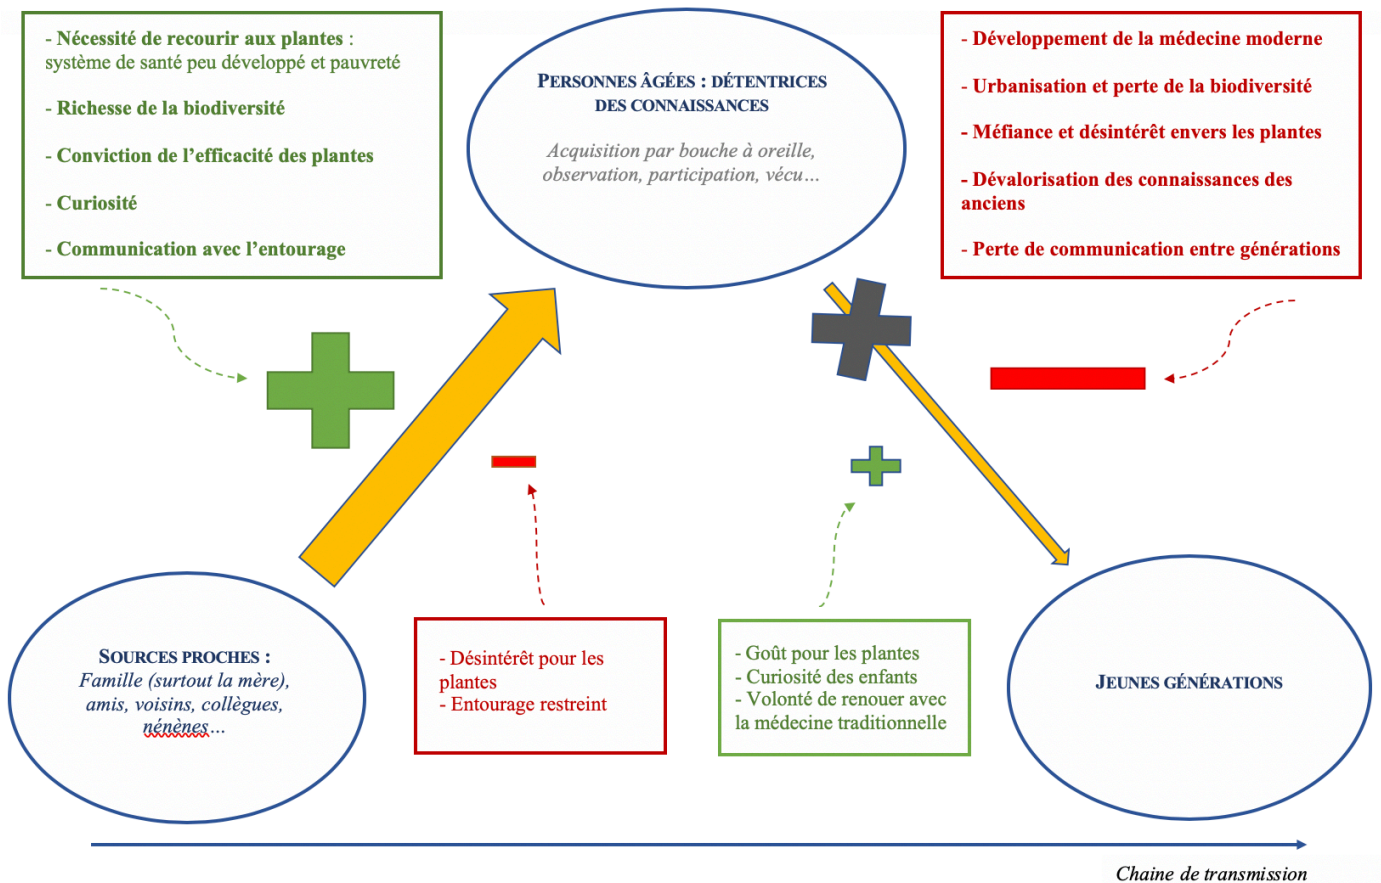 - Nécessité de recourir aux plantes :
système de santé peu développé et pauvreté
- Richesse de la biodiversité
- Conviction de l’efficacité des plantes
- Curiosité
- Communication avec l’entourage
PERSONNES ÂGÉES : DÉTENTRICES
DES CONNAISSANCES
Acquisition par bouche à oreille,
observation, participation, vécu…
- Développement de la médecine moderne
- Urbanisation et perte de la biodiversité
- Méfiance et désintérêt envers les plantes
- Dévalorisation des connaissances des
anciens
- Perte de communication entre générations
SOURCES PROCHES :
Famille (surtout la mère),
amis, voisins, collègues,
nénènes…
- Désintérêt pour les
plantes
- Entourage restreint
- Goût pour les plantes
- Curiosité des enfants
- Volonté de renouer avec
la médecine traditionnelle
JEUNES GÉNÉRATIONS
Chaine de transmission